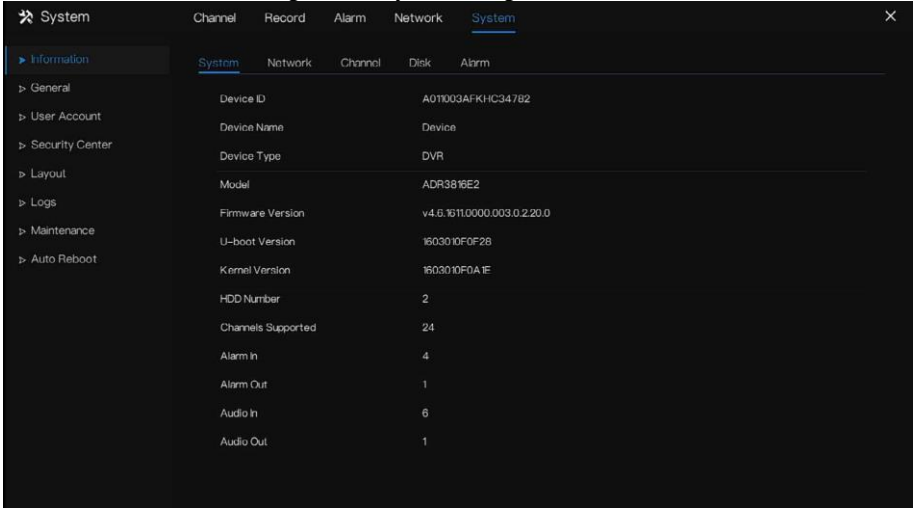 System Channel Record Alarm Network System
Information System Network Channel Disk Alarm
General
Device ID A011003AFKHC34782
User Account
Device Name Device
Security Center
Device Type DVR
Layout
Model ADR3816E2
Logs
Firmware Version v4.6.1611.0000.003.0.2.20.0
Maintenance
U-boot Version 1603010F0F28
Auto Reboot
Kernel Version 1603010F0A1E
HDD Number 2
Channels Supported 24
Alarm In 4
Alarm Out 1
Audio In 6
Audio Out 1